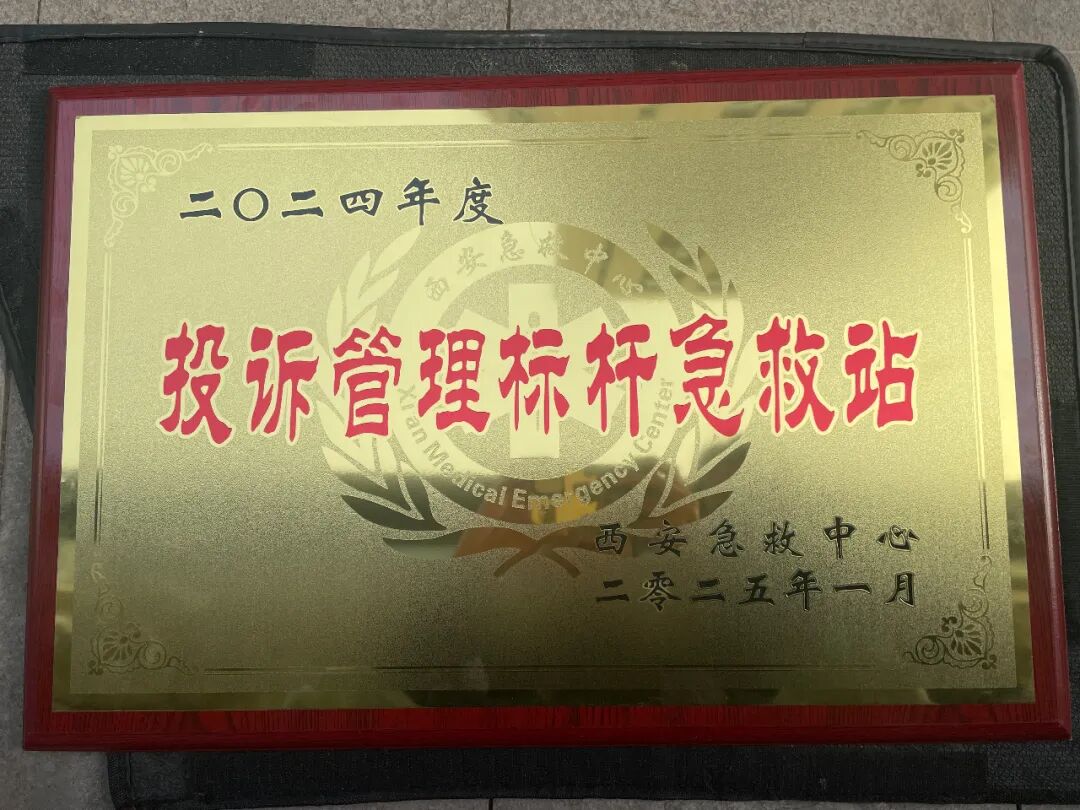 二〇二四年度
西安急救中心
投诉管理标杆急救站
Xi'an Medical Emergency Center
西安急救中心
二零二五年一月